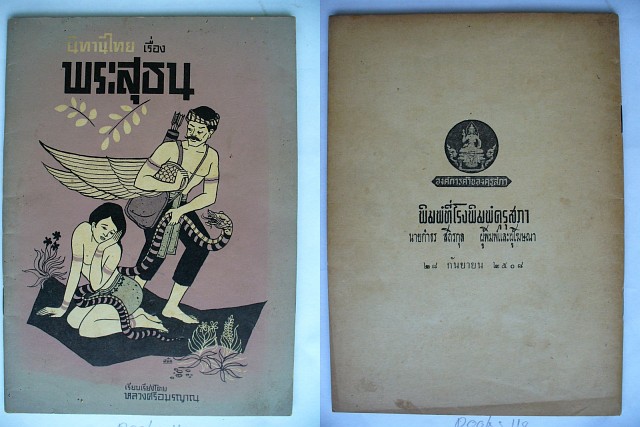 นิทานไทย เรื่อง
พระสุธน
เรียบเรียงโดย
หลวงศรีอมรญาณ
องค์การค้าของคุรุสภา
พิมพ์ที่โรงพิมพ์คุรุสภา
นายกำธร สถิรกุล ผู้พิมพ์และผู้โฆษณา
๒๘ กันยายน ๒๕๐๘